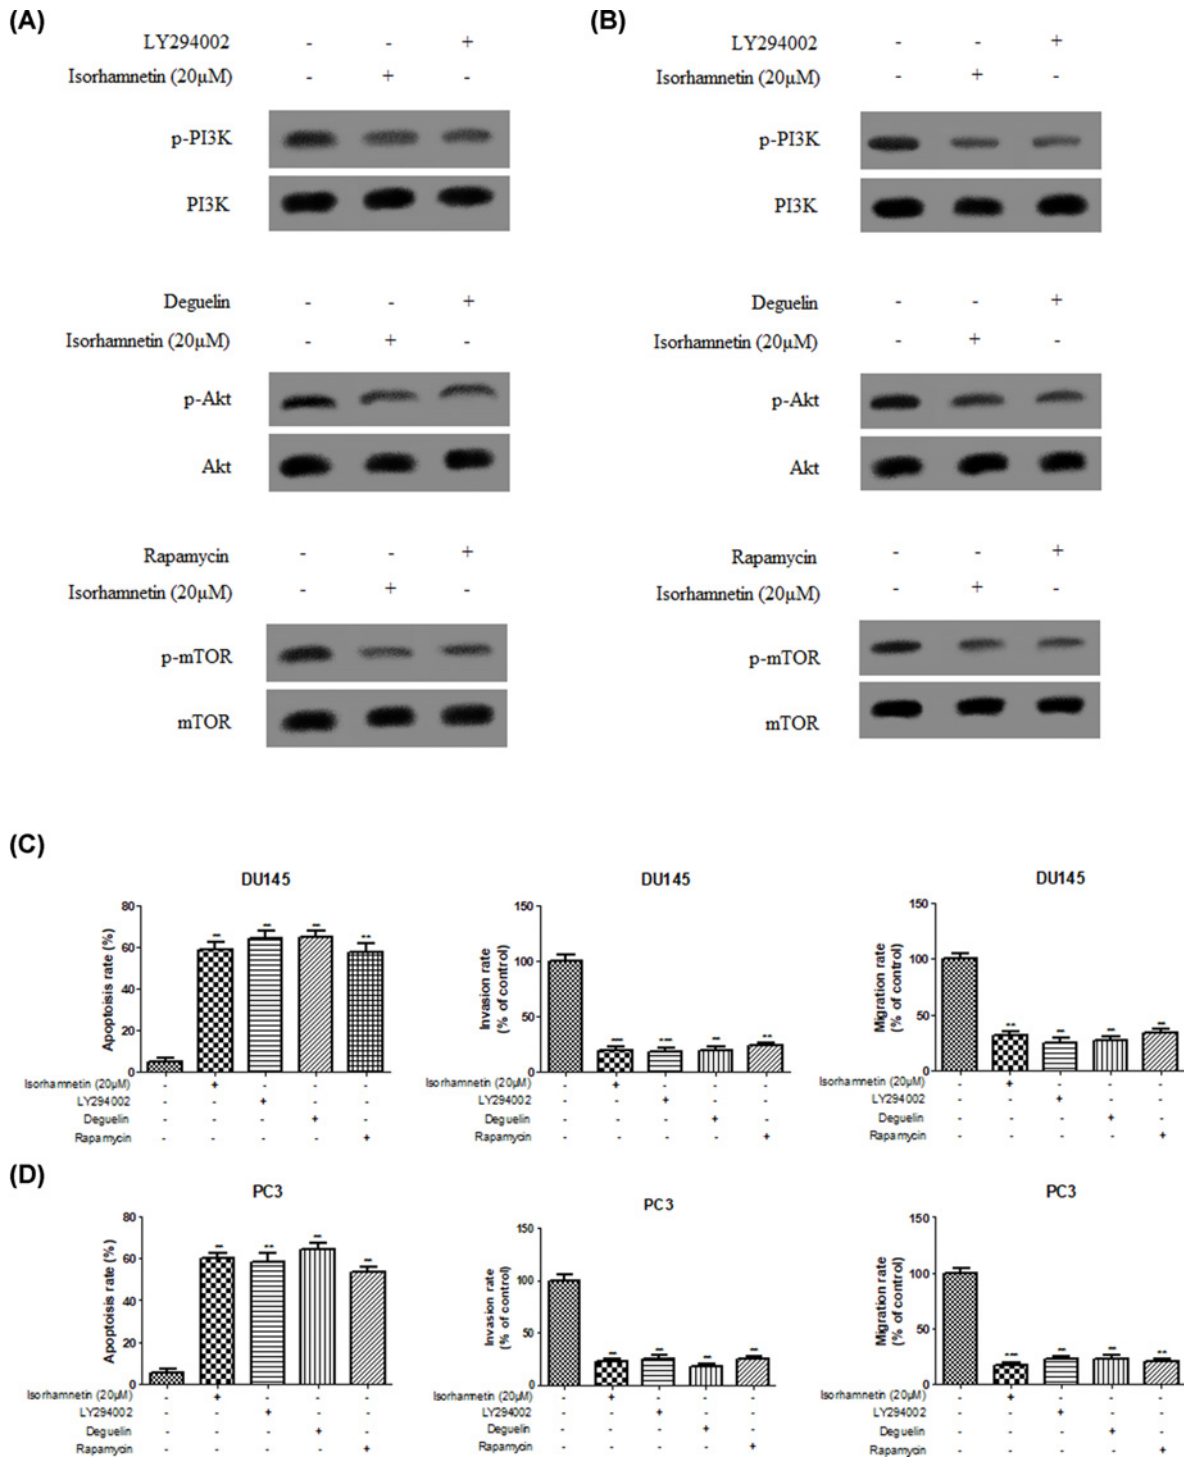 (A)
LY294002 - - +
Isorhamnetin (20μM) - + -
p-PI3K
PI3K
Deguelin - - +
Isorhamnetin (20μM) - + -
p-Akt
Akt
Rapamycin - - +
Isorhamnetin (20μM) - + -
p-mTOR
mTOR
(B)
LY294002 - - +
Isorhamnetin (20μM) - + -
p-PI3K
PI3K
Deguelin - - +
Isorhamnetin (20μM) - + -
p-Akt
Akt
Rapamycin - - +
Isorhamnetin (20μM) - + -
p-mTOR
mTOR
(C)
DU145
Apoptoisis rate (%)
80
60
40
20
0
**
Isorhamnetin (20μM) - + - - -
LY294002 - - + - -
Deguelin - - - + -
Rapamycin - - - - +
DU145
Invasion rate
(% of control)
150
100
50
0
**
Isorhamnetin (20μM) - + - - -
LY294002 - - + - -
Deguelin - - - + -
Rapamycin - - - - +
DU145
Migration rate
(% of control)
150
100
50
0
**
Isorhamnetin (20μM) - + - - -
LY294002 - - + - -
Deguelin - - - + -
Rapamycin - - - - +
(D)
PC3
Apoptoisis rate (%)
80
60
40
20
0
**
Isorhamnetin (20μM) - + - - -
LY294002 - - + - -
Deguelin - - - + -
Rapamycin - - - - +
PC3
Invasion rate
(% of control)
150
100
50
0
Isorhamnetin (20μM) - + - - -
LY294002 - - + - -
Deguelin - - - + -
Rapamycin - - - - +
PC3
Migration rate
(% of control)
150
100
50
0
**
Isorhamnetin (20μM) - + - - -
LY294002 - - + - -
Deguelin - - - + -
Rapamycin - - - - +